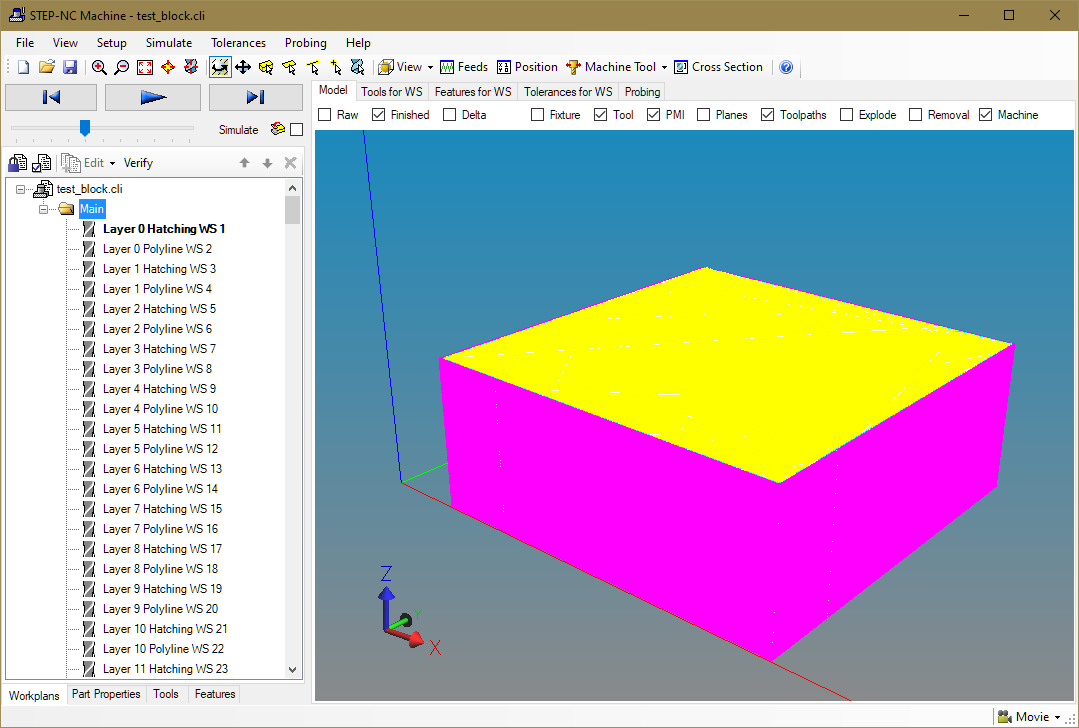 STEP-NC Machine - test_block.cli
File View Setup Simulate Tolerances Probing Help
View Feeds Position Machine Tool Cross Section
Model Tools for WS Features for WS Tolerances for WS Probing
Simulate
Raw Finished Delta Fixture Tool PMI Planes Toolpaths Explode Removal Machine
Edit Verify
test_block.cli
Main
Layer 0 Hatching WS 1
Layer 0 Polyline WS 2
Layer 1 Hatching WS 3
Layer 1 Polyline WS 4
Layer 2 Hatching WS 5
Layer 2 Polyline WS 6
Layer 3 Hatching WS 7
Layer 3 Polyline WS 8
Layer 4 Hatching WS 9
Layer 4 Polyline WS 10
Layer 5 Hatching WS 11
Layer 5 Polyline WS 12
Layer 6 Hatching WS 13
Layer 6 Polyline WS 14
Layer 7 Hatching WS 15
Layer 7 Polyline WS 16
Layer 8 Hatching WS 17
Layer 8 Polyline WS 18
Layer 9 Hatching WS 19
Layer 9 Polyline WS 20
Layer 10 Hatching WS 21
Layer 10 Polyline WS 22
Layer 11 Hatching WS 23
Z
Y
X
Workplans Part Properties Tools Features
Movie